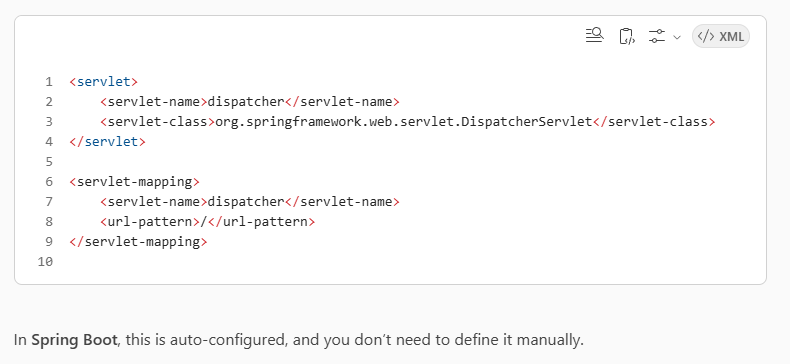 </> XML
1 <servlet>
2     <servlet-name>dispatcher</servlet-name>
3     <servlet-class>org.springframework.web.servlet.DispatcherServlet</servlet-class>
4 </servlet>
5
6 <servlet-mapping>
7     <servlet-name>dispatcher</servlet-name>
8     <url-pattern>/</url-pattern>
9 </servlet-mapping>
10
In Spring Boot, this is auto-configured, and you don’t need to define it manually.